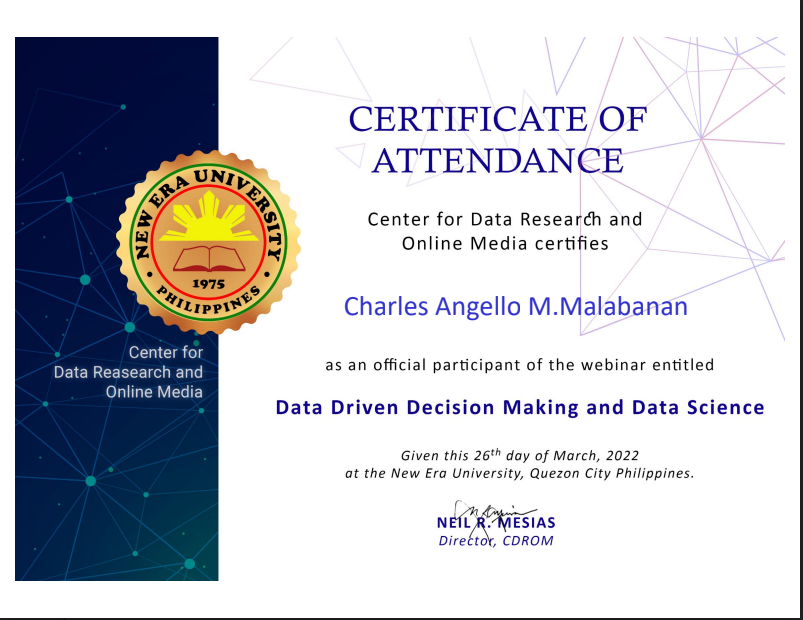 CERTIFICATE OF
ATTENDANCE
Center for Data Research and
Online Media certifies
Charles Angello M.Malabanan
as an official participant of the webinar entitled
Data Driven Decision Making and Data Science
Given this 26th day of March, 2022
at the New Era University, Quezon City Philippines.
NEIL R. MESIAS
Director, CDROM
NEW ERA UNIVERSITY
1975
PHILIPPINES
Center for
Data Reasearch and
Online Media